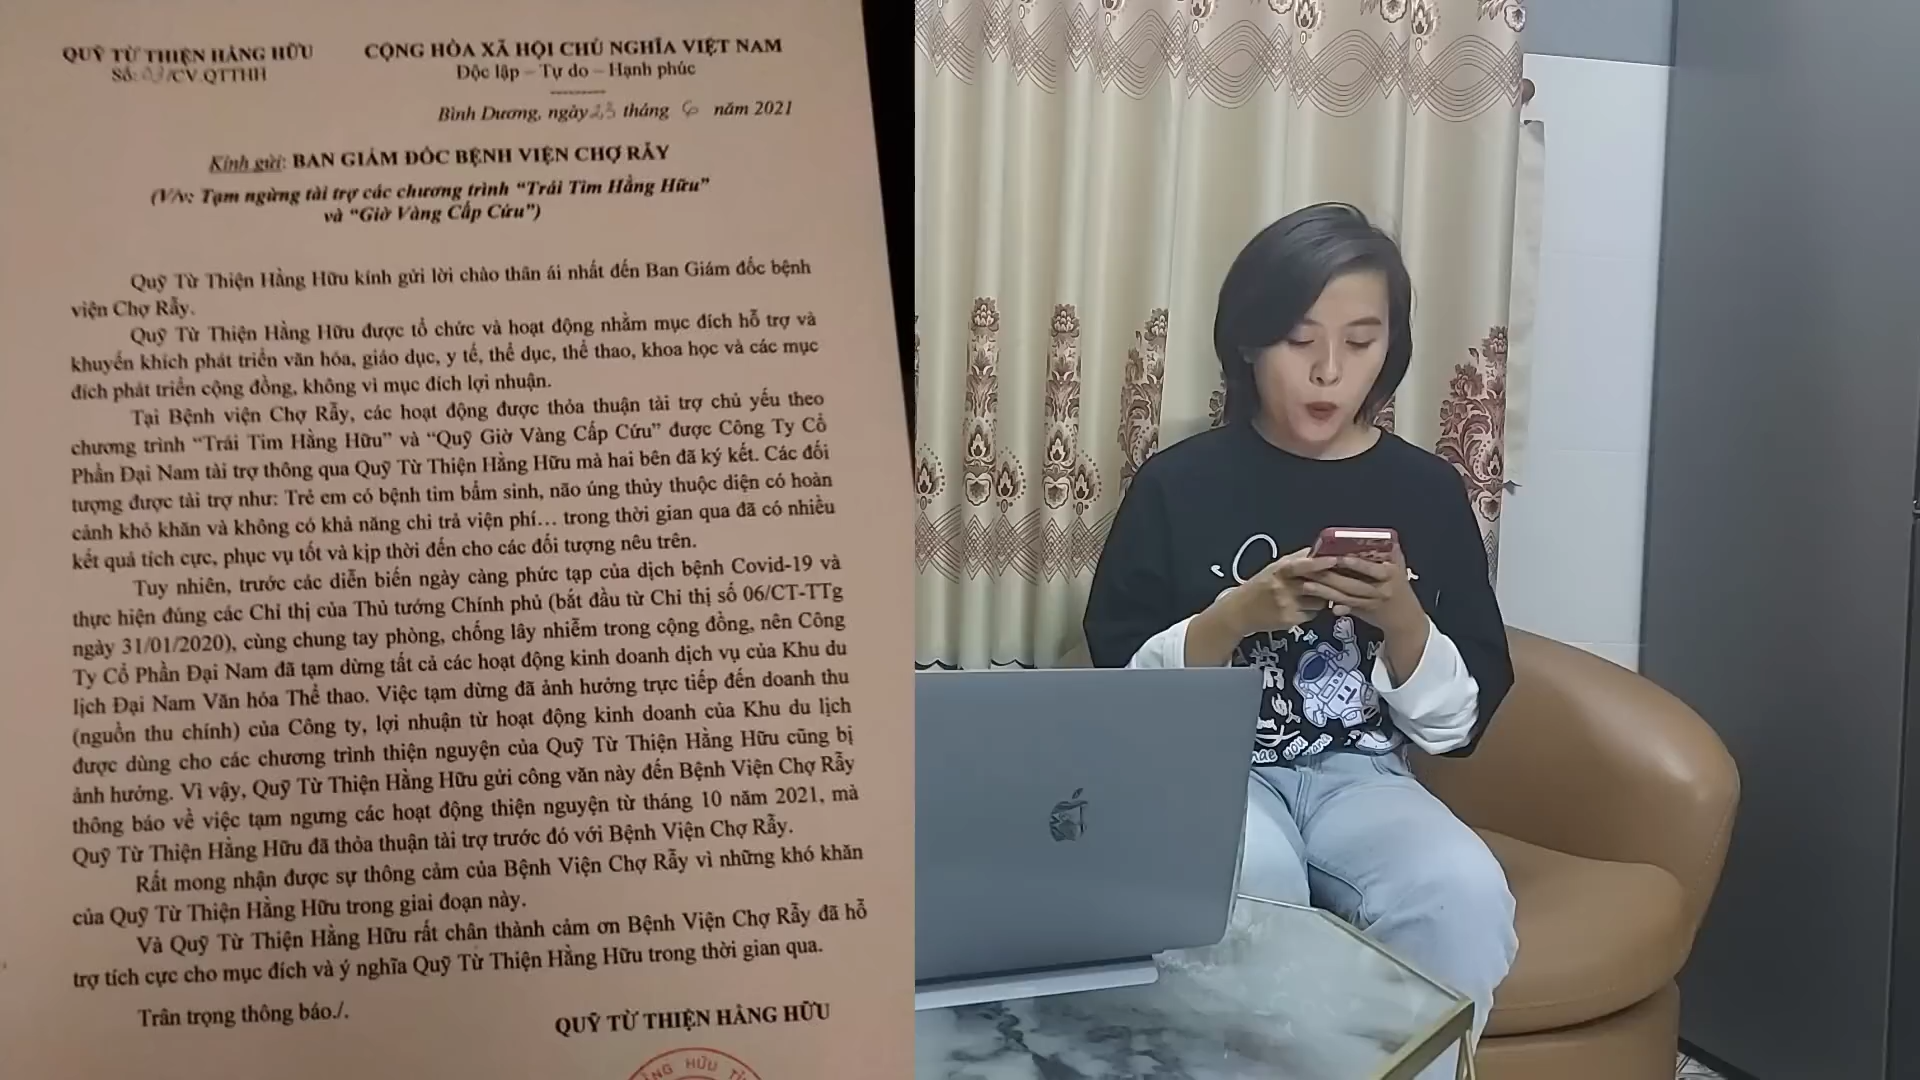 QUỸ TỪ THIỆN HẰNG HỮU
Số: 03/CV.QTTHH
CỘNG HÒA XÃ HỘI CHỦ NGHĨA VIỆT NAM
Độc lập – Tự do – Hạnh phúc
Bình Dương, ngày 23 tháng 6 năm 2021
Kính gửi: BAN GIÁM ĐỐC BỆNH VIỆN CHỢ RẪY
(V/v: Tạm ngừng tài trợ các chương trình “Trái Tim Hằng Hữu”
và “Giờ Vàng Cấp Cứu”)
Quỹ Từ Thiện Hằng Hữu kính gửi lời chào thân ái nhất đến Ban Giám đốc bệnh
viện Chợ Rẫy.
Quỹ Từ Thiện Hằng Hữu được tổ chức và hoạt động nhằm mục đích hỗ trợ và
khuyến khích phát triển văn hóa, giáo dục, y tế, thể dục, thể thao, khoa học và các mục
đích phát triển cộng đồng, không vì mục đích lợi nhuận.
Tại Bệnh viện Chợ Rẫy, các hoạt động được thỏa thuận tài trợ chủ yếu theo
chương trình “Trái Tim Hằng Hữu” và “Quỹ Giờ Vàng Cấp Cứu” được Công Ty Cổ
Phần Đại Nam tài trợ thông qua Quỹ Từ Thiện Hằng Hữu mà hai bên đã ký kết. Các đối
tượng được tài trợ như: Trẻ em có bệnh tim bẩm sinh, não úng thủy thuộc diện có hoàn
cảnh khó khăn và không có khả năng chi trả viện phí… trong thời gian qua đã có nhiều
kết quả tích cực, phục vụ tốt và kịp thời đến cho các đối tượng nêu trên.
Tuy nhiên, trước các diễn biến ngày càng phức tạp của dịch bệnh Covid-19 và
thực hiện đúng các Chỉ thị của Thủ tướng Chính phủ (bắt đầu từ Chỉ thị số 06/CT-TTg
ngày 31/01/2020), cùng chung tay phòng, chống lây nhiễm trong cộng đồng, nên Công
Ty Cổ Phần Đại Nam đã tạm dừng tất cả các hoạt động kinh doanh dịch vụ của Khu du
lịch Đại Nam Văn hóa Thể thao. Việc tạm dừng đã ảnh hưởng trực tiếp đến doanh thu
(nguồn thu chính) của Công ty, lợi nhuận từ hoạt động kinh doanh của Khu du lịch
được dùng cho các chương trình thiện nguyện của Quỹ Từ Thiện Hằng Hữu cũng bị
ảnh hưởng. Vì vậy, Quỹ Từ Thiện Hằng Hữu gửi công văn này đến Bệnh Viện Chợ Rẫy
thông báo về việc tạm ngưng các hoạt động thiện nguyện từ tháng 10 năm 2021, mà
Quỹ Từ Thiện Hằng Hữu đã thỏa thuận tài trợ trước đó với Bệnh Viện Chợ Rẫy.
Rất mong nhận được sự thông cảm của Bệnh Viện Chợ Rẫy vì những khó khăn
của Quỹ Từ Thiện Hằng Hữu trong giai đoạn này.
Và Quỹ Từ Thiện Hằng Hữu rất chân thành cảm ơn Bệnh Viện Chợ Rẫy đã hỗ
trợ tích cực cho mục đích và ý nghĩa Quỹ Từ Thiện Hằng Hữu trong thời gian qua.
Trân trọng thông báo./.
QUỸ TỪ THIỆN HẰNG HỮU
HỮU
you